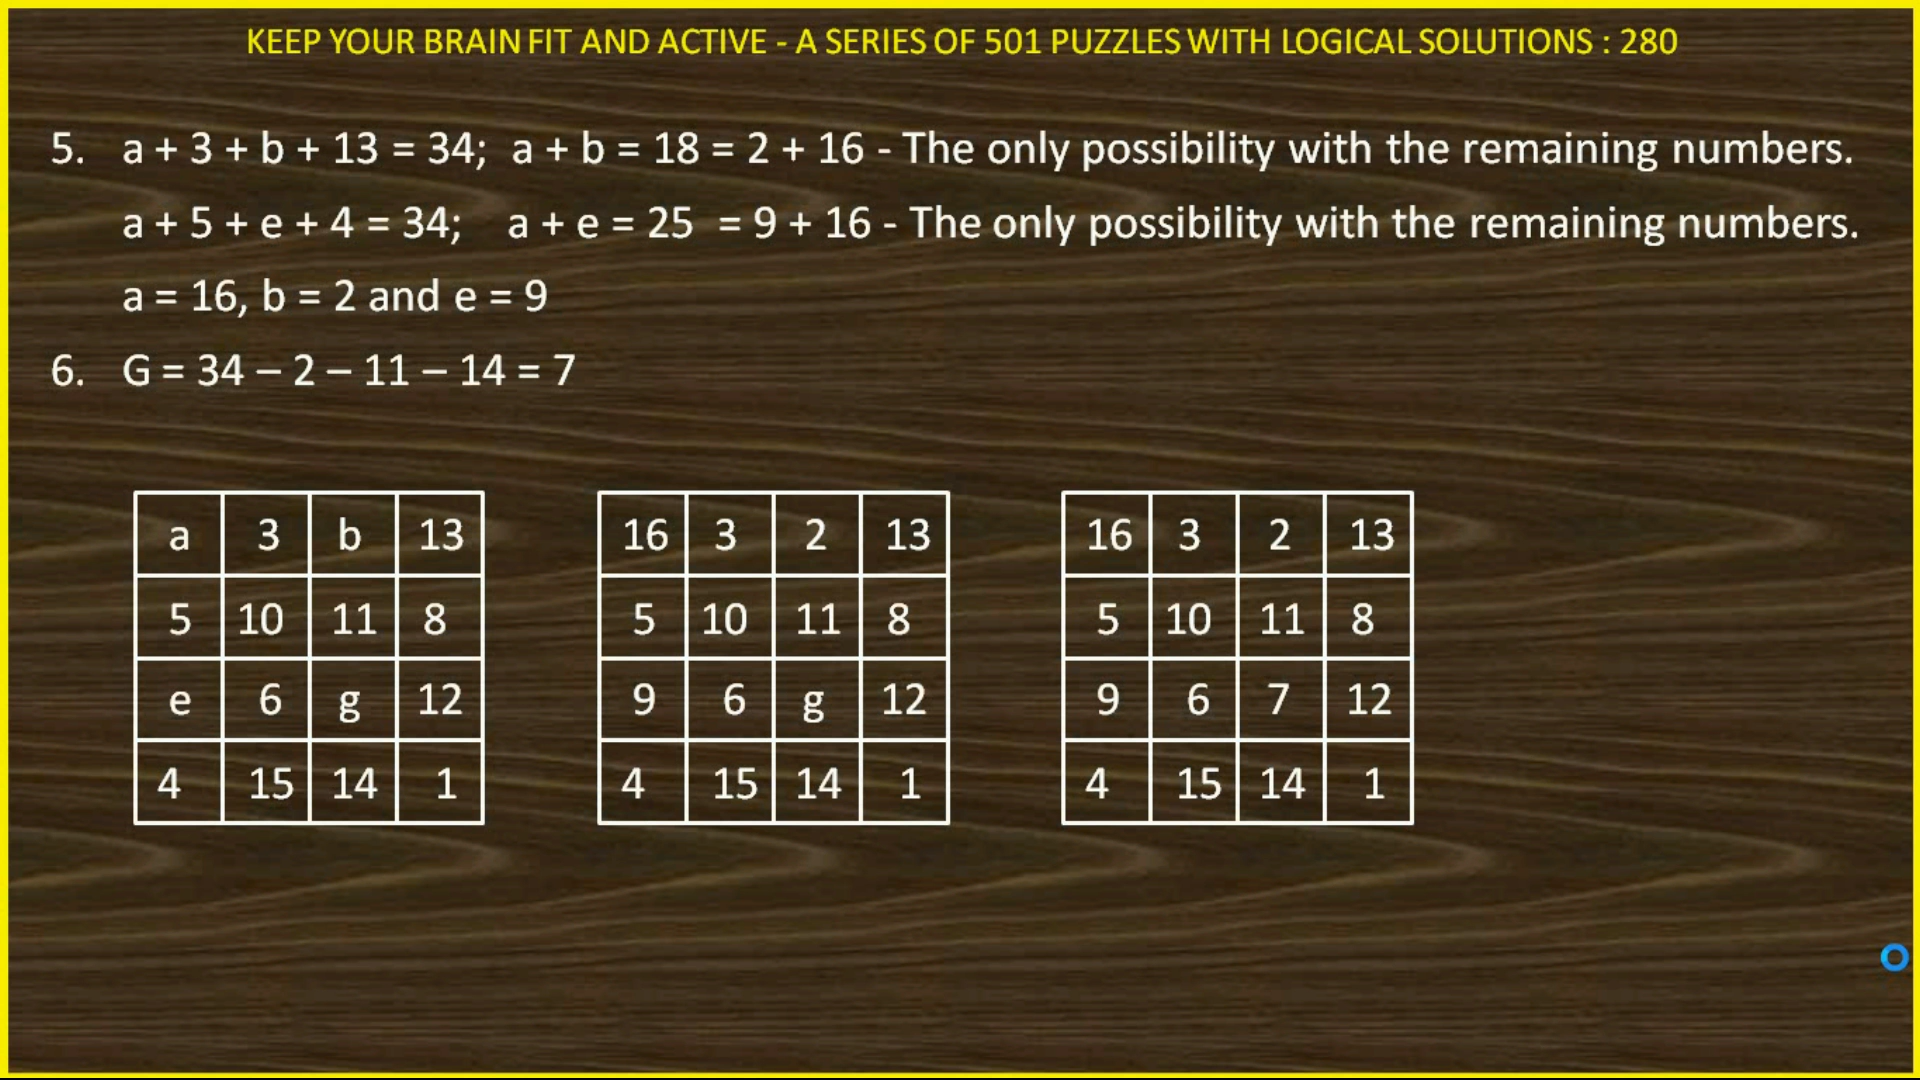 KEEP YOUR BRAIN FIT AND ACTIVE - A SERIES OF 501 PUZZLES WITH LOGICAL SOLUTIONS : 280
5. a + 3 + b + 13 = 34; a + b = 18 = 2 + 16 - The only possibility with the remaining numbers.
a + 5 + e + 4 = 34; a + e = 25 = 9 + 16 - The only possibility with the remaining numbers.
a = 16, b = 2 and e = 9
6. G = 34 – 2 – 11 – 14 = 7
a 3 b 13
5 10 11 8
e 6 g 12
4 15 14 1
16 3 2 13
5 10 11 8
9 6 g 12
4 15 14 1
16 3 2 13
5 10 11 8
9 6 7 12
4 15 14 1